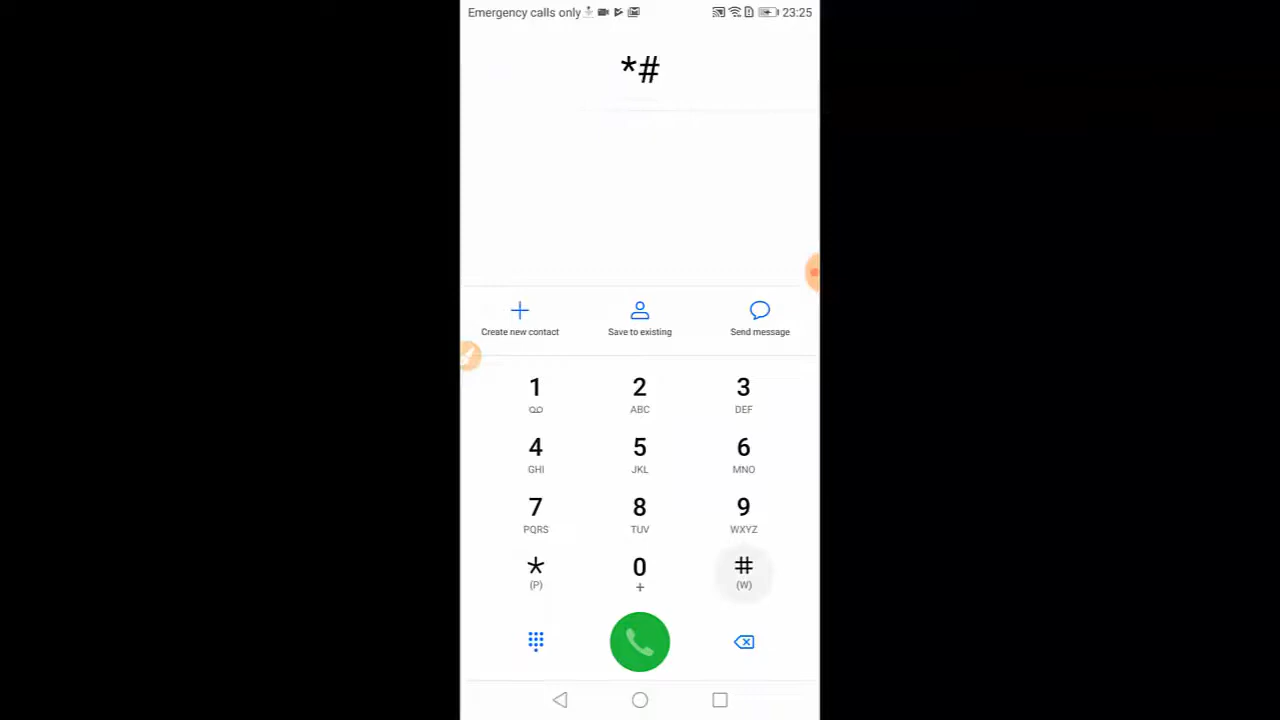 Emergency calls only 23:25
*#
Create new contact Save to existing Send message
1 2 3
ABC DEF
4 5 6
GHI JKL MNO
7 8 9
PQRS TUV WXYZ
* 0 #
(P) + (W)